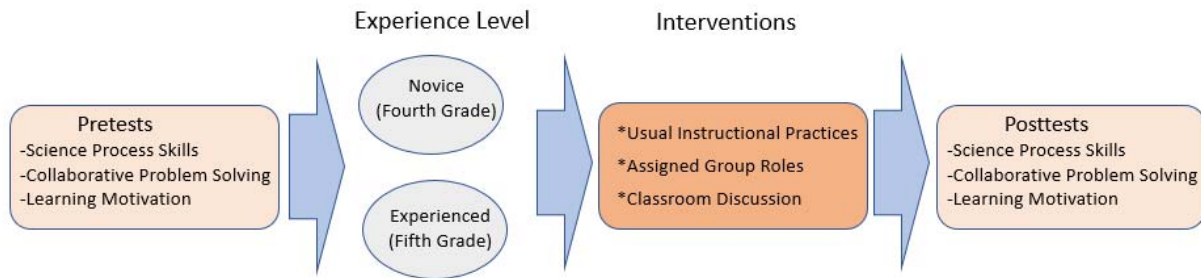 Experience Level
Interventions
Pretests
-Science Process Skills
-Collaborative Problem Solving
-Learning Motivation
Novice
(Fourth Grade)
Experienced
(Fifth Grade)
*Usual Instructional Practices
*Assigned Group Roles
*Classroom Discussion
Posttests
-Science Process Skills
-Collaborative Problem Solving
-Learning Motivation